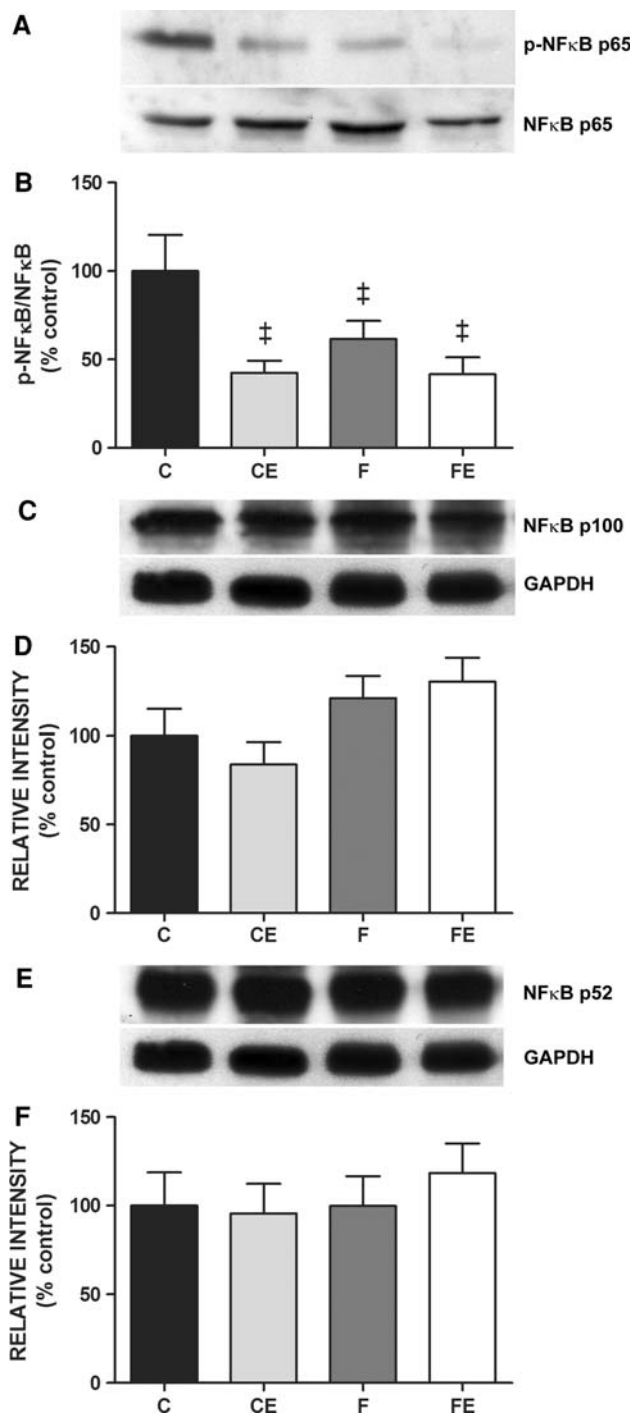 A
p-NFκB p65
NFκB p65
B
p-NFκB/NFκB
(% control)
150
100
50
0
‡
‡
‡
C
CE
F
FE
C
NFκB p100
GAPDH
D
RELATIVE INTENSITY
(% control)
150
100
50
0
C
CE
F
FE
E
NFκB p52
GAPDH
F
RELATIVE INTENSITY
(% control)
150
100
50
0
C
CE
F
FE